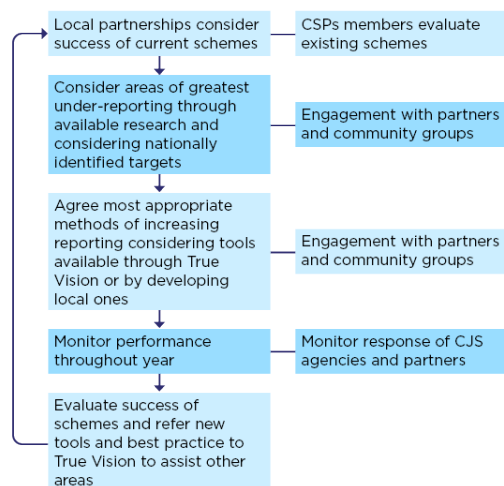 Local partnerships consider
success of current schemes
CSPs members evaluate
existing schemes
Consider areas of greatest
under-reporting through
available research and
considering nationally
identified targets
Engagement with partners
and community groups
Agree most appropriate
methods of increasing
reporting considering tools
available through True
Vision or by developing
local ones
Engagement with partners
and community groups
Monitor performance
throughout year
Monitor response of CJS
agencies and partners
Evaluate success of
schemes and refer new
tools and best practice to
True Vision to assist other
areas